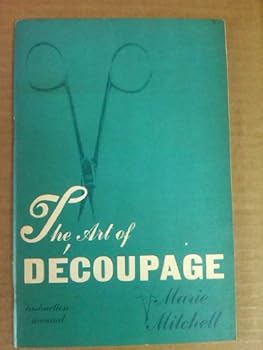 The Art of
DÉCOUPAGE
instruction
manual
Marie
Mitchell